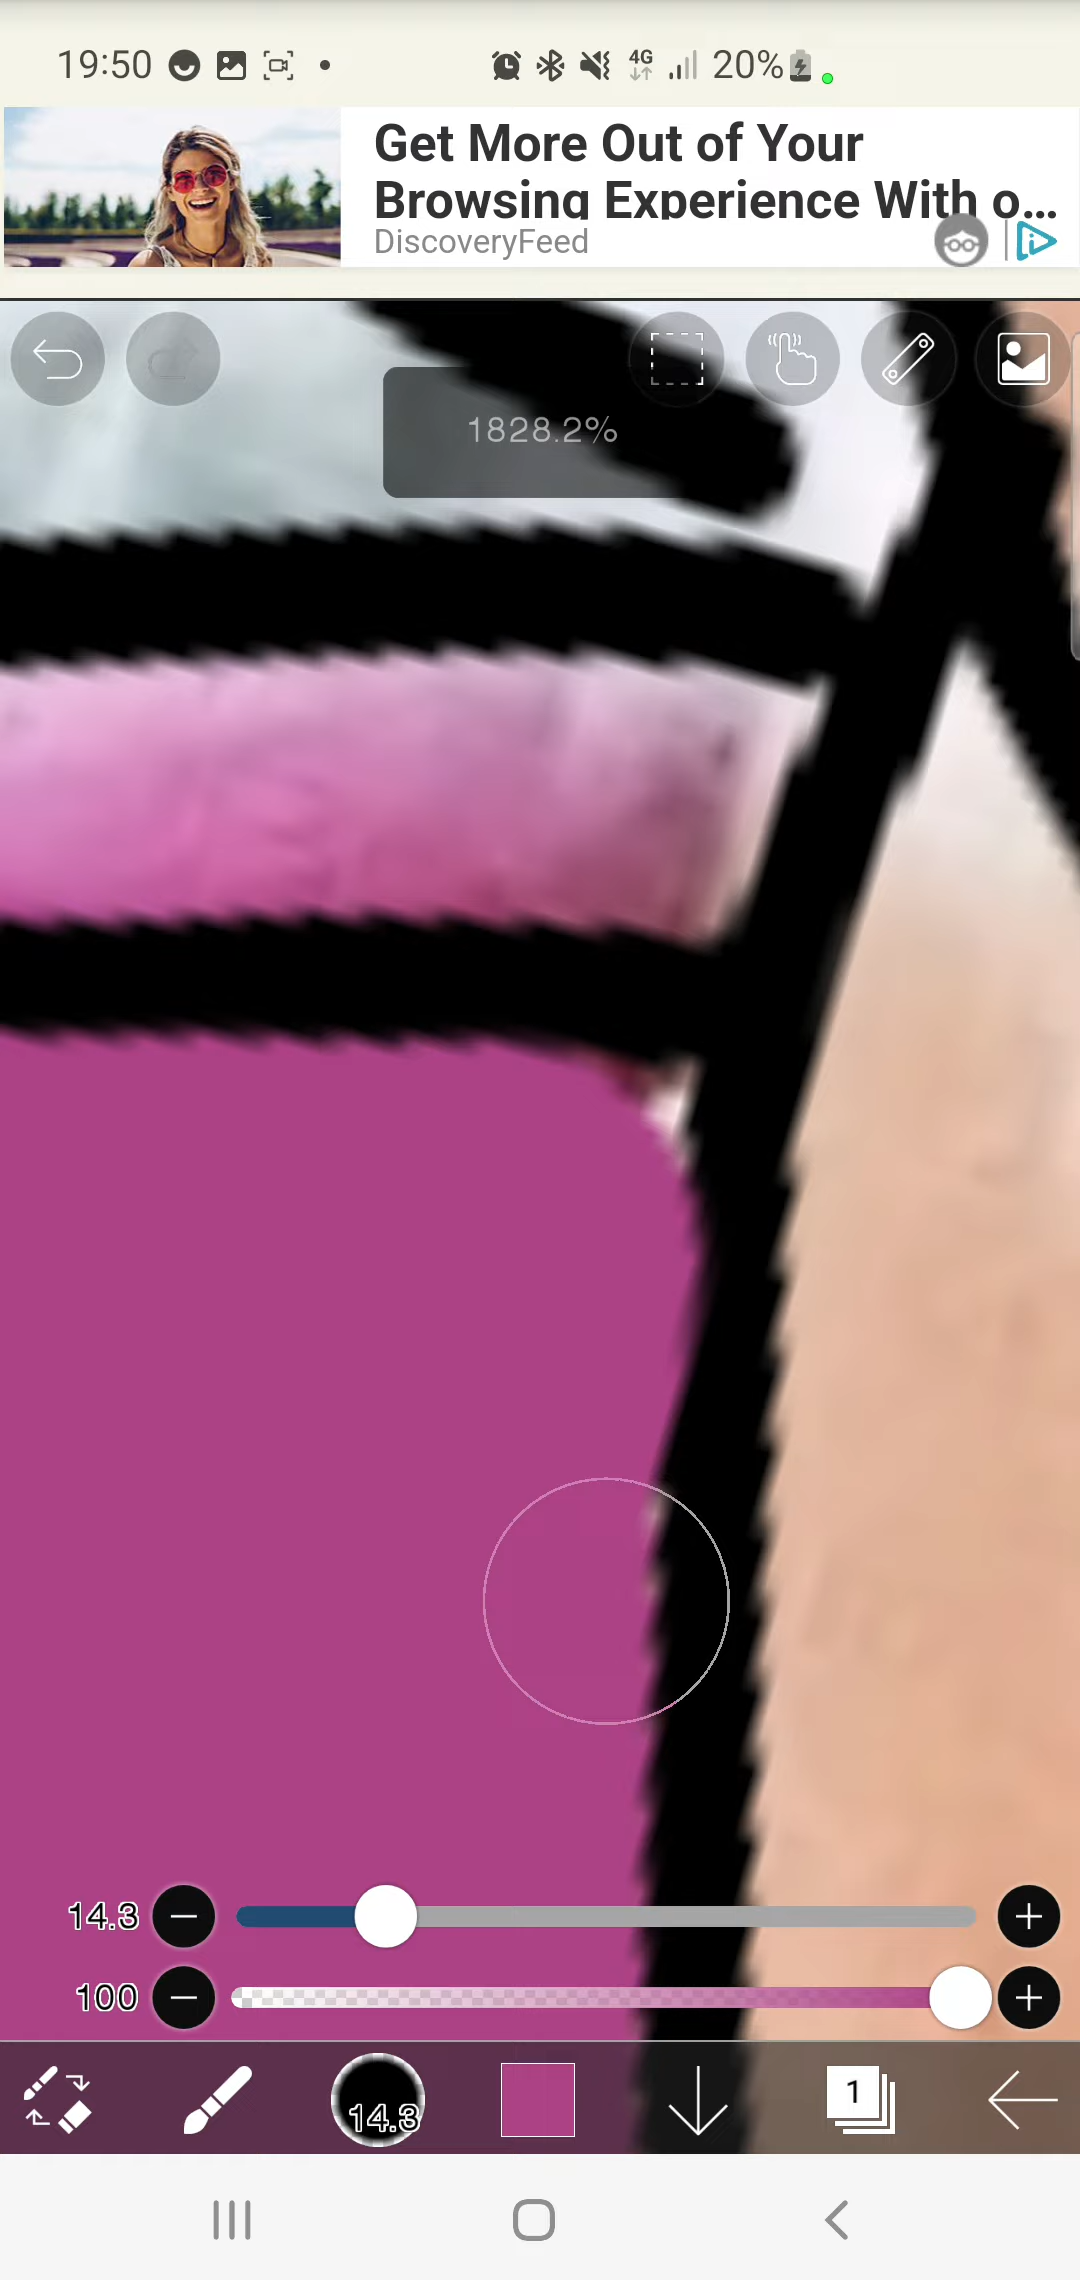 19:50
4G
20%
Get More Out of Your
Browsing Experience With o...
DiscoveryFeed
1828.2%
14.3
100
14.3
1